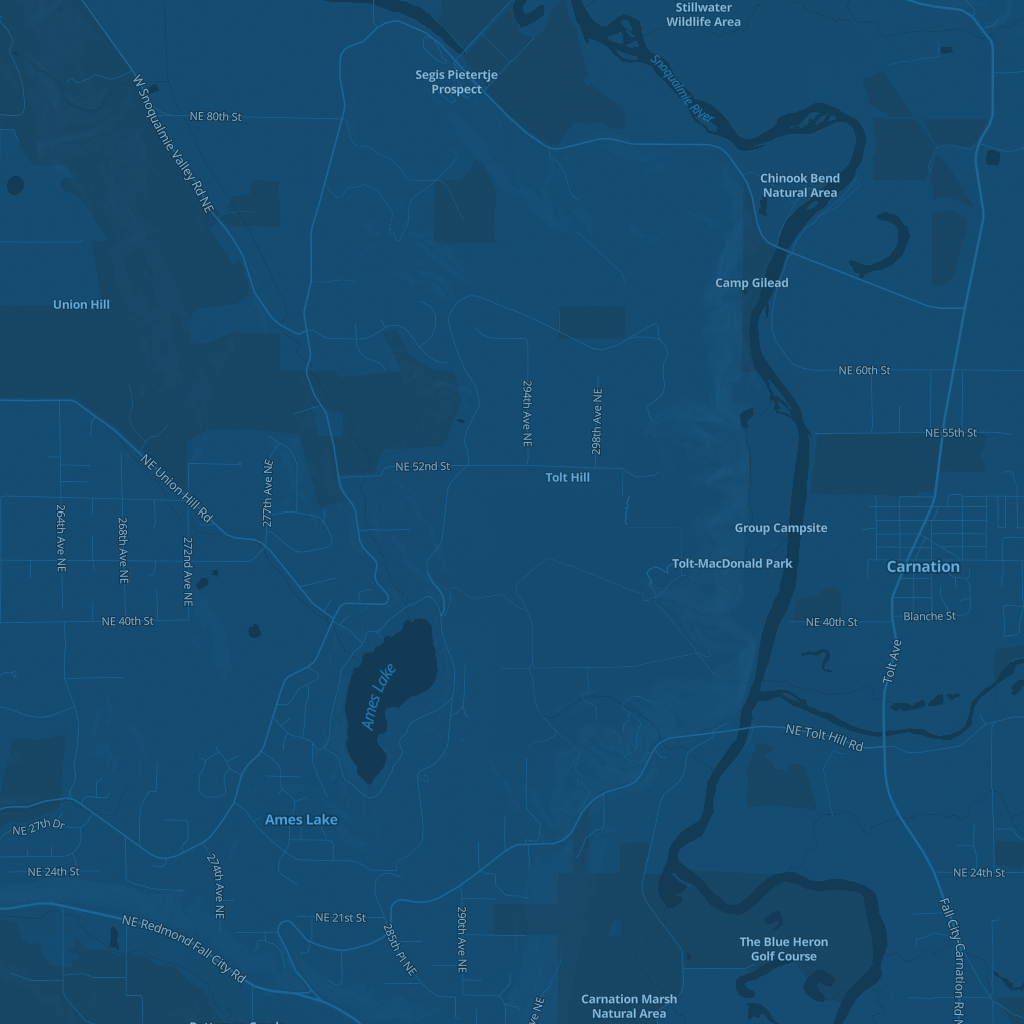 Stillwater
Wildlife Area
Segis Pietertje
Prospect
Snoqualmie River
W Snoqualmie Valley Rd NE
NE 80th St
Chinook Bend
Natural Area
Camp Gilead
Union Hill
NE 60th St
294th Ave NE
298th Ave NE
NE 55th St
NE 52nd St
Tolt Hill
NE Union Hill Rd
277th Ave NE
264th Ave NE
268th Ave NE
272nd Ave NE
Group Campsite
Tolt-MacDonald Park
Carnation
NE 40th St
NE 40th St
Blanche St
Tolt Ave
Ames Lake
NE Tolt Hill Rd
Ames Lake
NE 27th Dr
NE 24th St
274th Ave NE
NE 24th St
NE 21st St
285th Pl NE
290th Ave NE
NE Redmond Fall City Rd
Fall City-Carnation Rd
The Blue Heron
Golf Course
Carnation Marsh
Natural Area
Ave NE